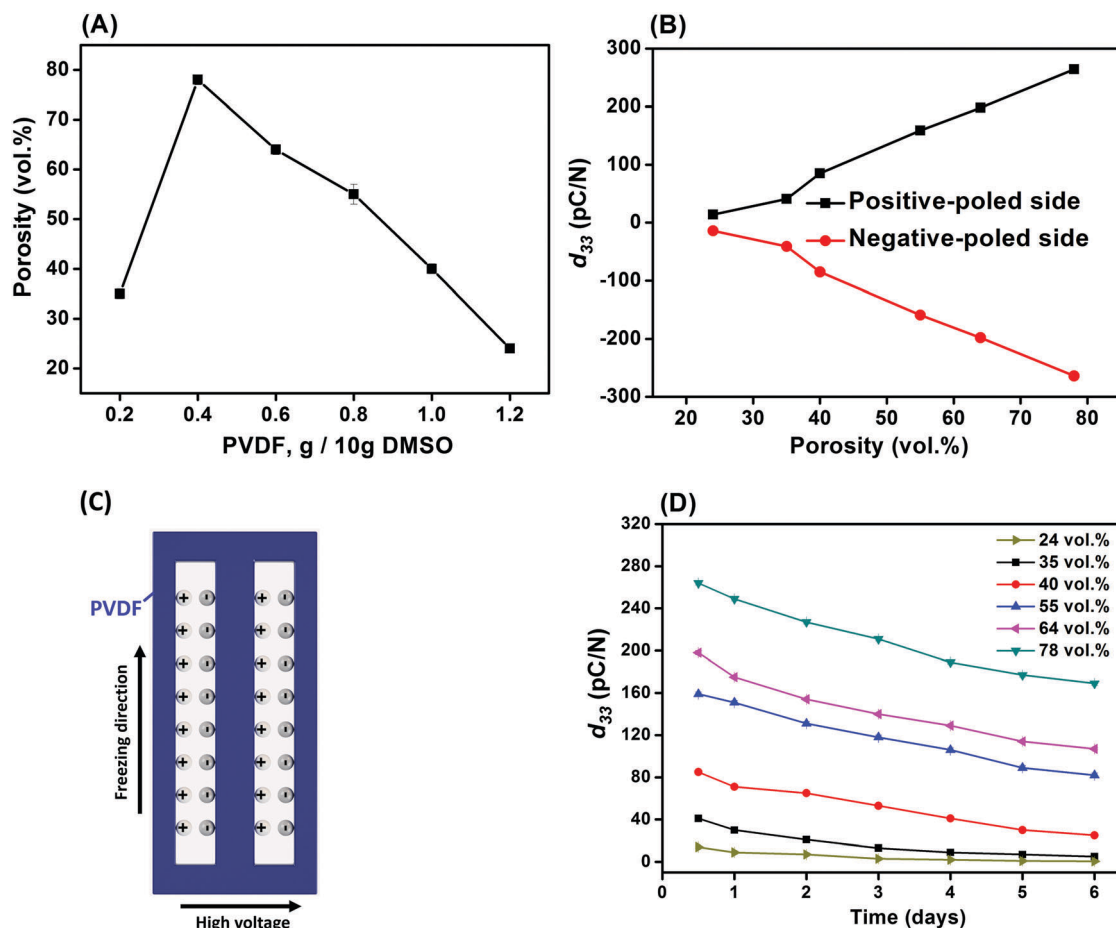 (A)
Porosity (vol.%)
80
70
60
50
40
30
20
0.2 0.4 0.6 0.8 1.0 1.2
PVDF, g / 10g DMSO
(B)
d33 (pC/N)
300
200
100
0
-100
-200
-300
Positive-poled side
Negative-poled side
20 30 40 50 60 70 80
Porosity (vol.%)
(C)
PVDF
Freezing direction
+ - + -
+ - + -
+ - + -
+ - + -
+ - + -
+ - + -
+ - + -
+ - + -
High voltage
(D)
d33 (pC/N)
320
280
240
200
160
120
80
40
0
24 vol.%
35 vol.%
40 vol.%
55 vol.%
64 vol.%
78 vol.%
0 1 2 3 4 5 6
Time (days)